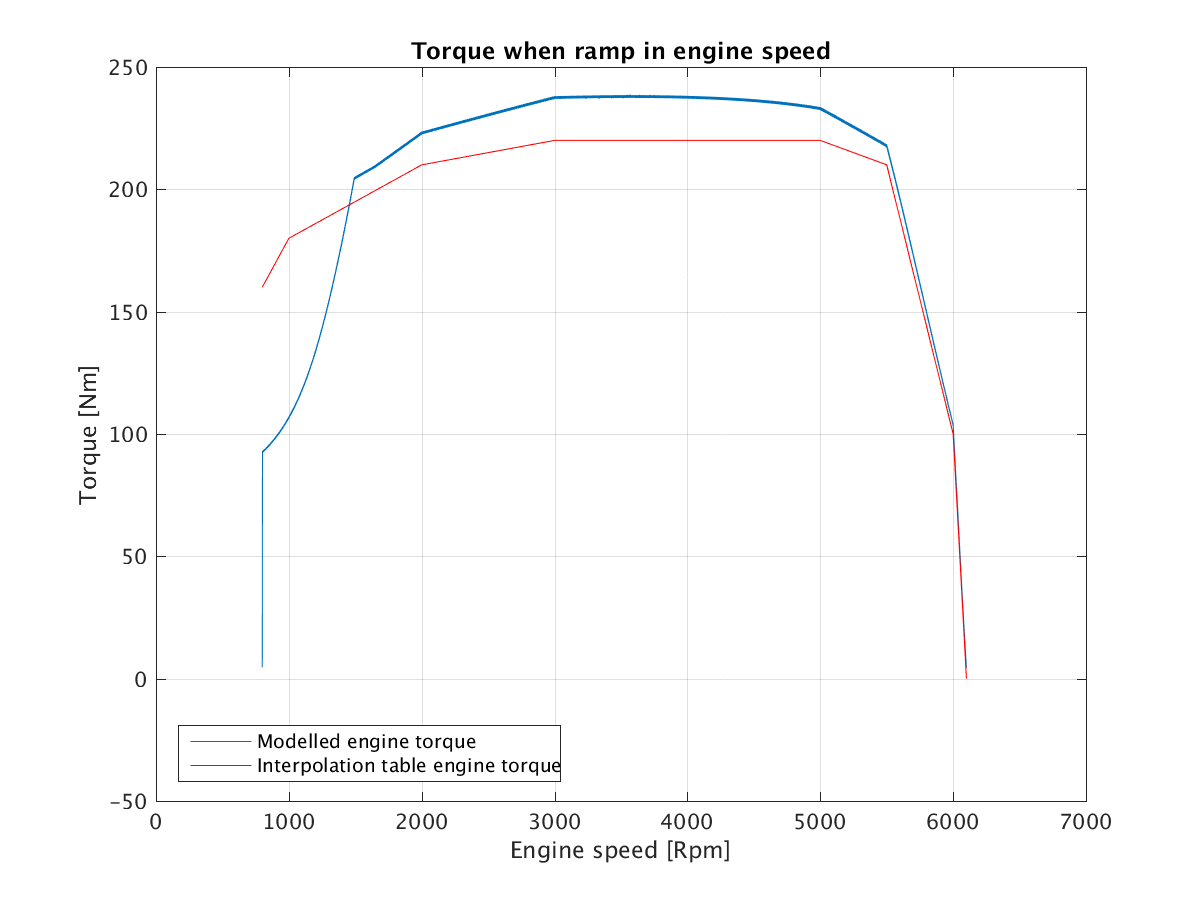 Torque when ramp in engine speed
250
200
150
100
50
0
-50
Torque [Nm]
Modelled engine torque
Interpolation table engine torque
0 1000 2000 3000 4000 5000 6000 7000
Engine speed [Rpm]